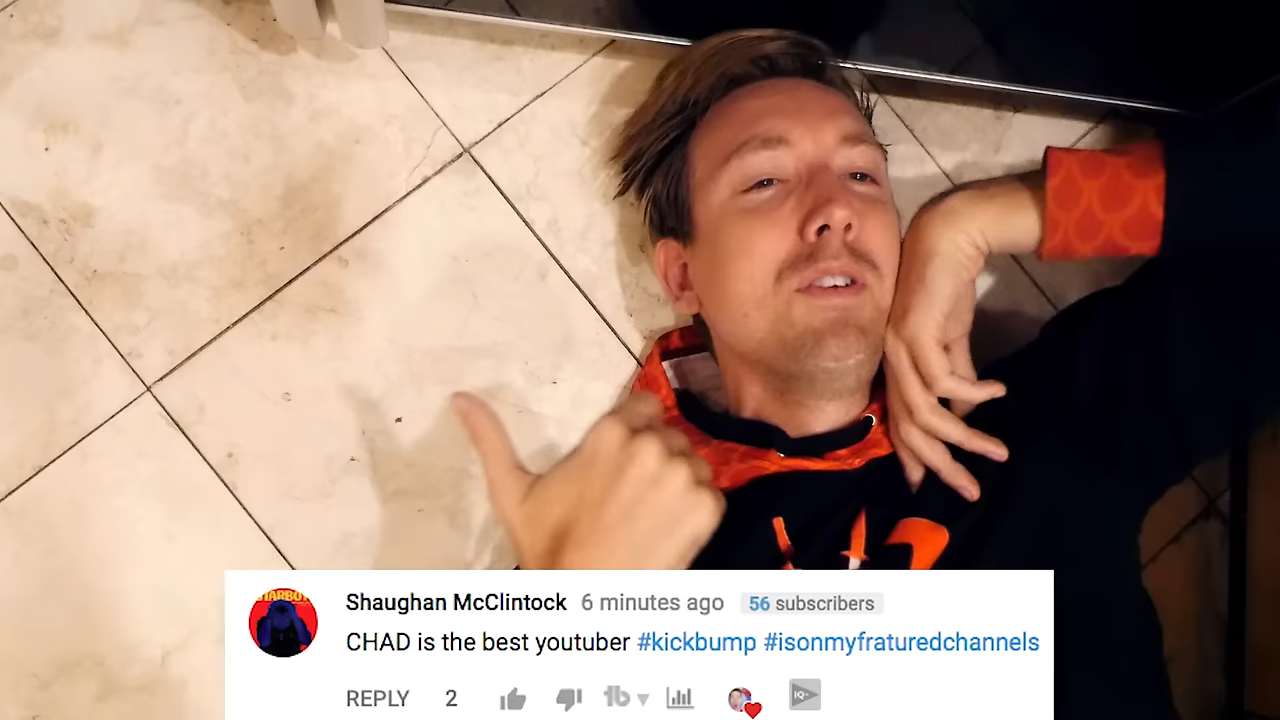 Shaughan McClintock 6 minutes ago 56 subscribers
CHAD is the best youtuber #kickbump #isonmyfraturedchannels
REPLY 2